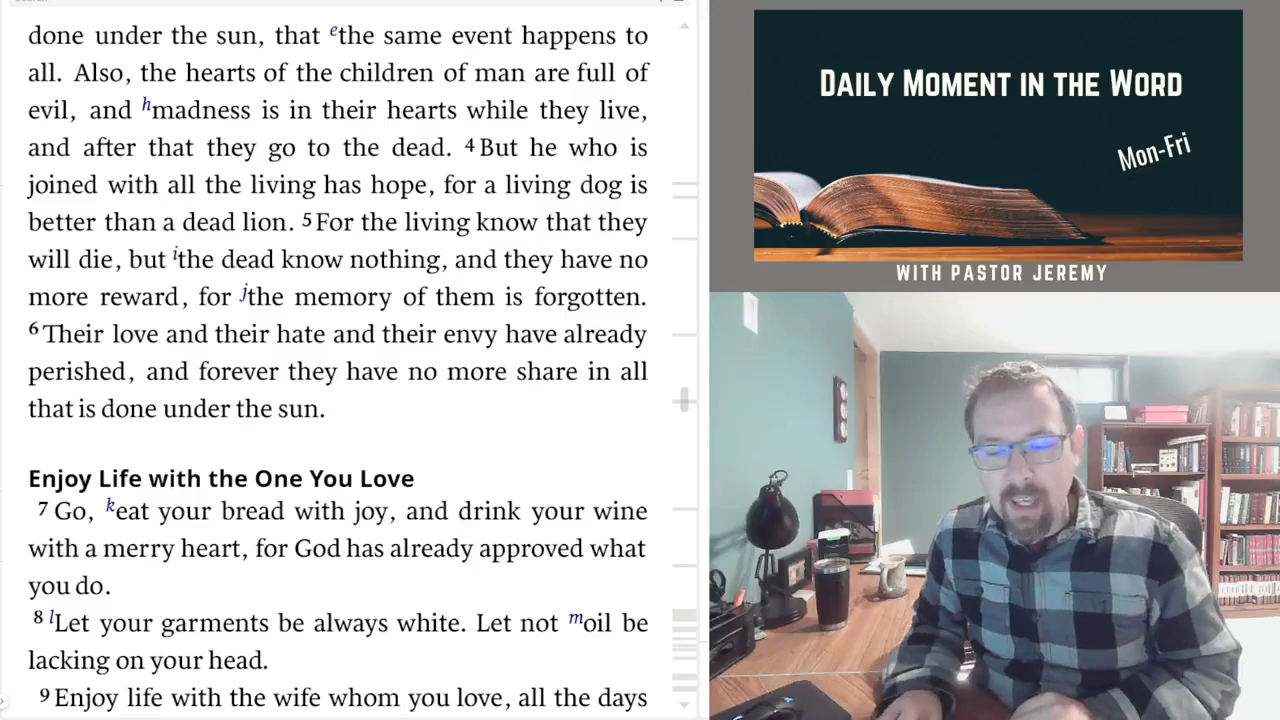 done under the sun, that ethe same event happens to
all. Also, the hearts of the children of man are full of
evil, and hmadness is in their hearts while they live,
and after that they go to the dead. 4 But he who is
joined with all the living has hope, for a living dog is
better than a dead lion. 5 For the living know that they
will die, but ithe dead know nothing, and they have no
more reward, for jthe memory of them is forgotten.
6 Their love and their hate and their envy have already
perished, and forever they have no more share in all
that is done under the sun.
Enjoy Life with the One You Love
7 Go, keat your bread with joy, and drink your wine
with a merry heart, for God has already approved what
you do.
8 lLet your garments be always white. Let not moil be
lacking on your head.
9 Enjoy life with the wife whom you love, all the days
DAILY MOMENT IN THE WORD
Mon-Fri
WITH PASTOR JEREMY